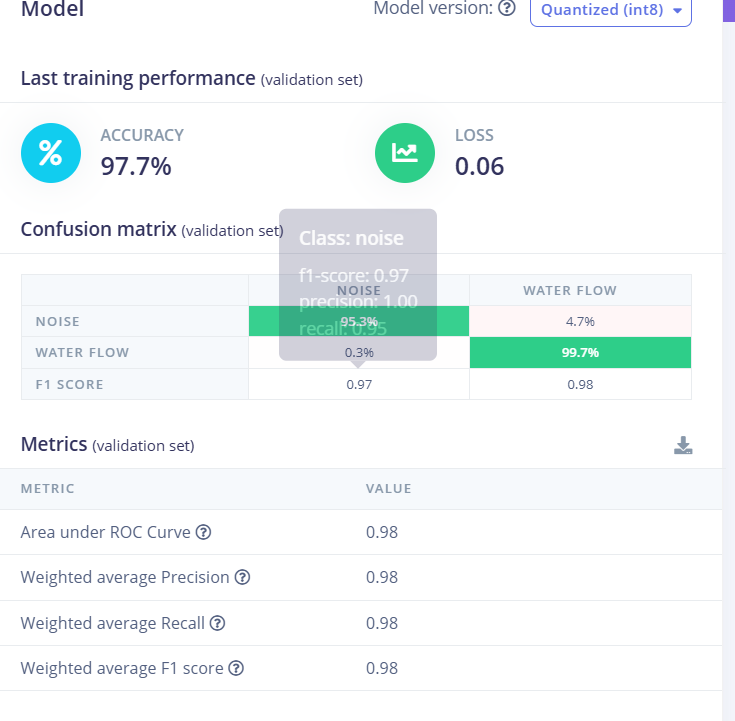 Model
Model version:
Quantized (int8)
Last training performance (validation set)
%
ACCURACY
97.7%
LOSS
0.06
Confusion matrix (validation set)
Class: noise
f1-score: 0.97
precision: 1.00
recall: 0.95
NOISE WATER FLOW
NOISE 95.3% 4.7%
WATER FLOW 0.3% 99.7%
F1 SCORE 0.97 0.98
Metrics (validation set)
METRIC VALUE
Area under ROC Curve ? 0.98
Weighted average Precision ? 0.98
Weighted average Recall ? 0.98
Weighted average F1 score ? 0.98